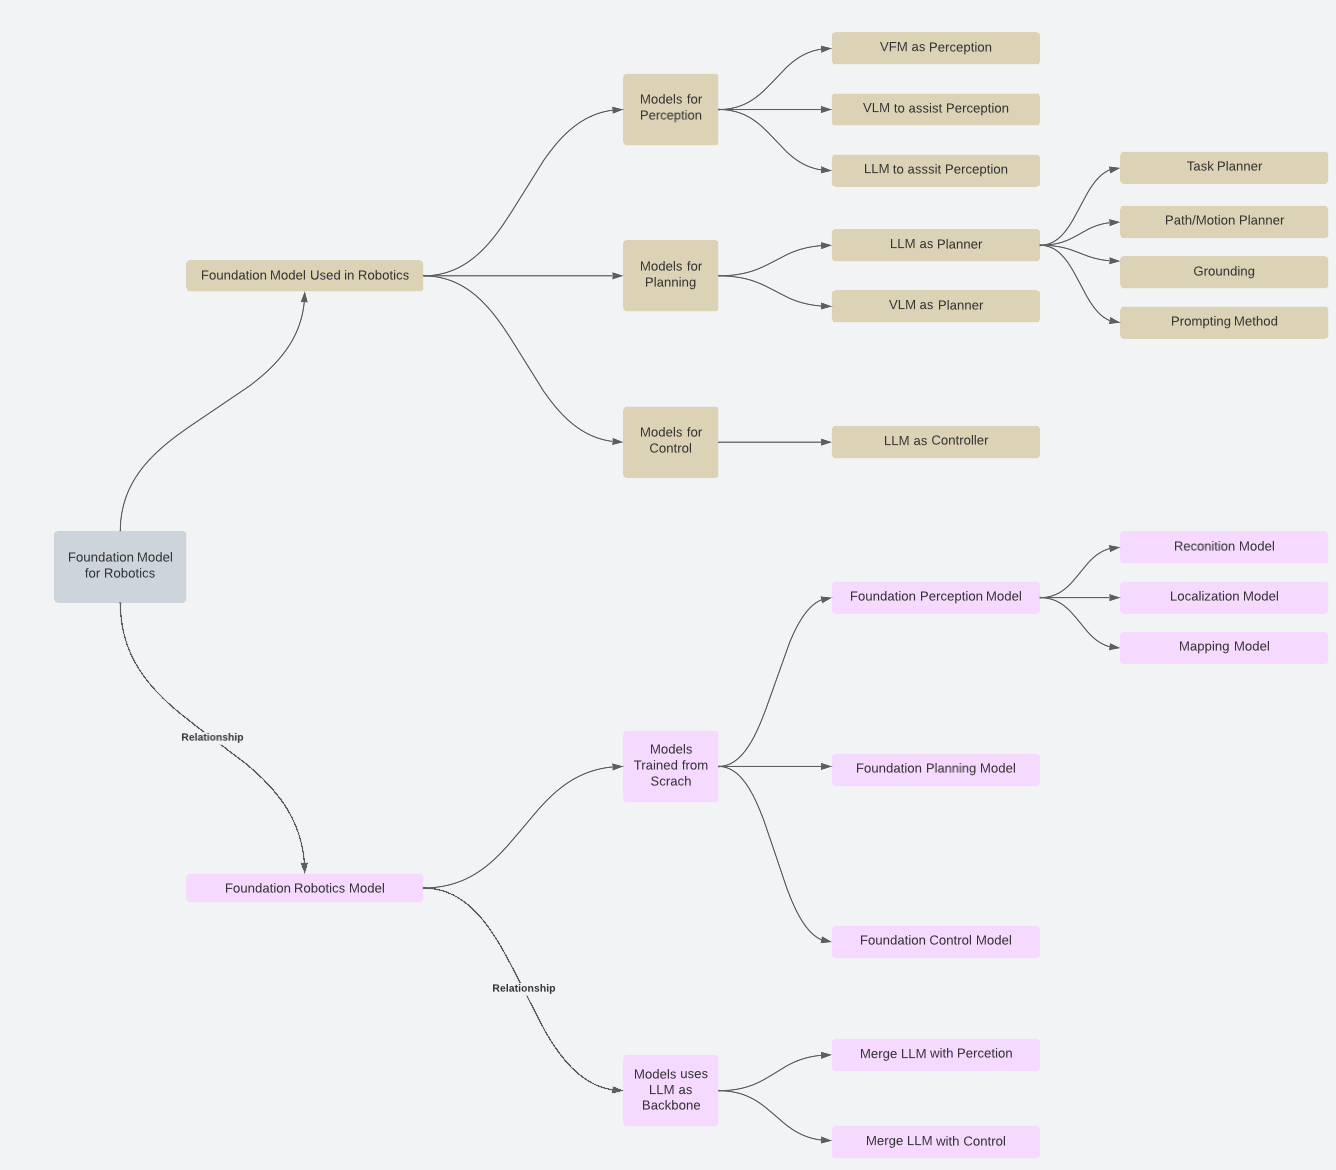 VFM as Perception
Models for
Perception
VLM to assist Perception
LLM to asssit Perception
Task Planner
Path/Motion Planner
LLM as Planner
Foundation Model Used in Robotics
Models for
Planning
Grounding
VLM as Planner
Prompting Method
Models for
Control
LLM as Controller
Foundation Model
for Robotics
Reconition Model
Foundation Perception Model
Localization Model
Mapping Model
Relationship
Models
Trained from
Scrach
Foundation Planning Model
Foundation Robotics Model
Foundation Control Model
Relationship
Merge LLM with Percetion
Models uses
LLM as
Backbone
Merge LLM with Control